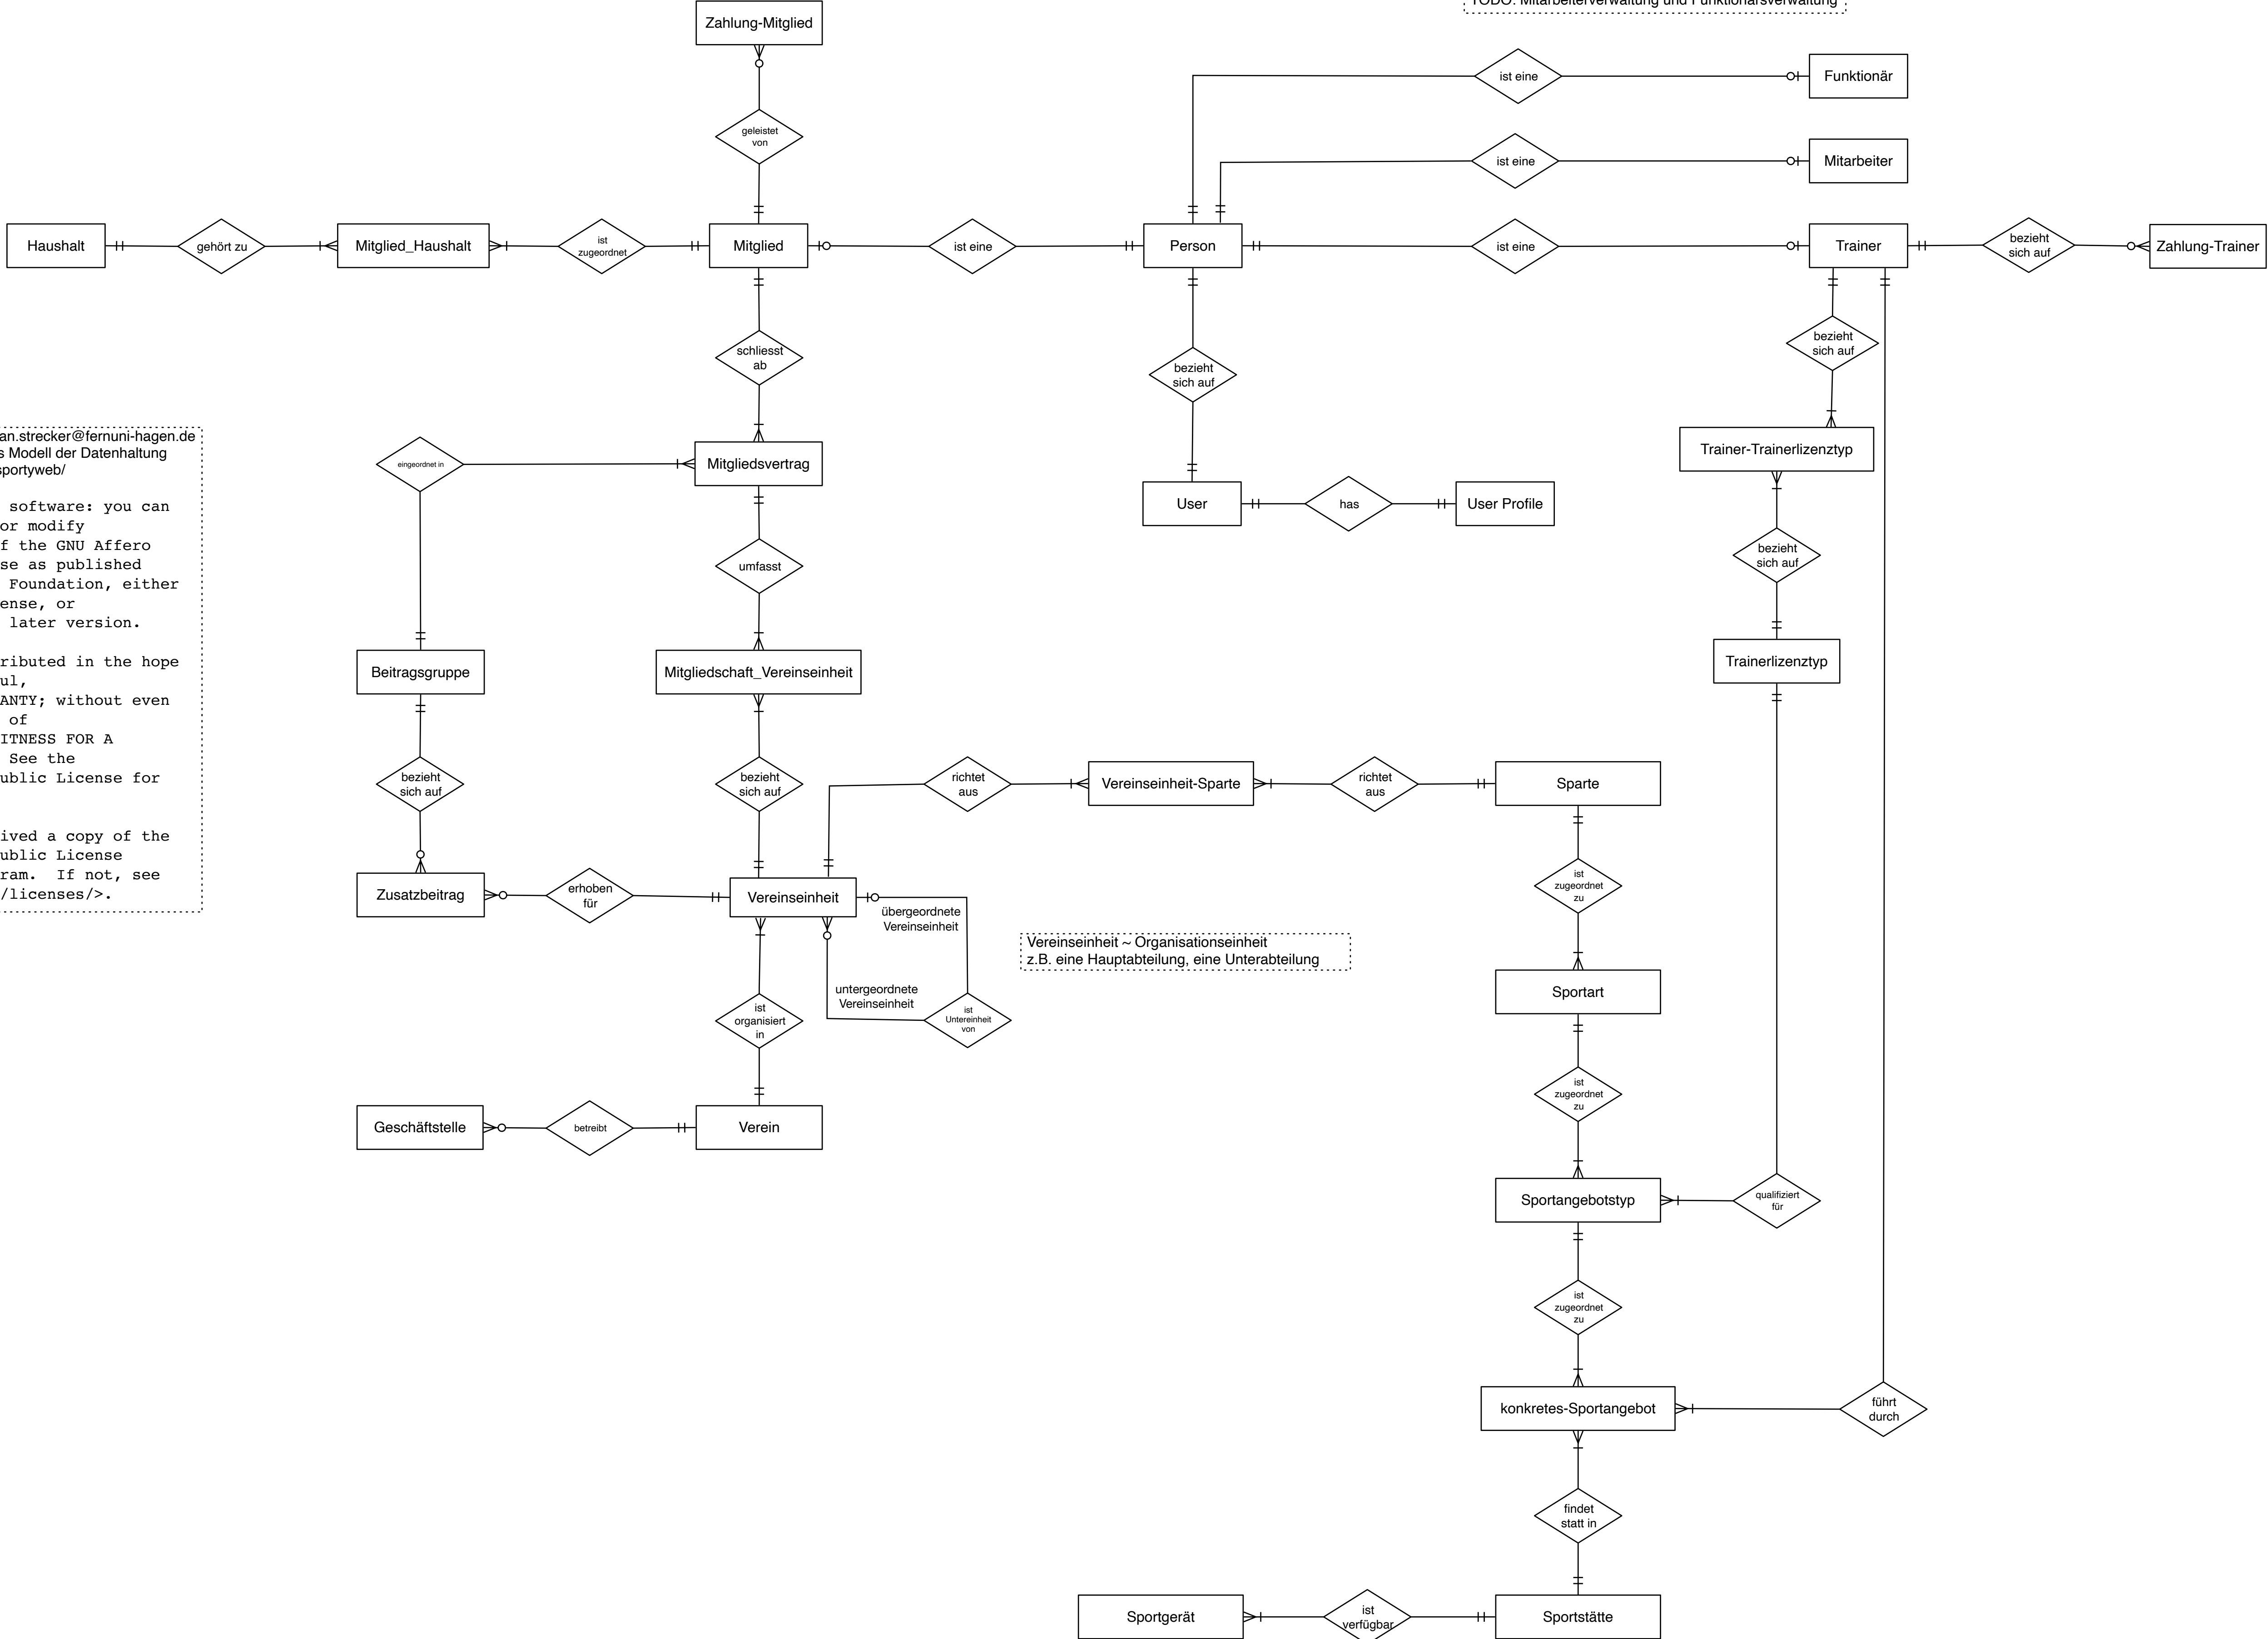 TODO: Mitarbeiterverwaltung und Funktionärsverwaltung
Zahlung-Mitglied
ist eine
Funktionär
geleistet
von
ist eine
Mitarbeiter
Haushalt
gehört zu
Mitglied_Haushalt
ist
zugeordnet
Mitglied
ist eine
Person
ist eine
Trainer
bezieht
sich auf
Zahlung-Trainer
schliesst
ab
bezieht
sich auf
bezieht
sich auf
an.strecker@fernuni-hagen.de
s Modell der Datenhaltung
sportyweb/
software: you can
or modify
f the GNU Affero
se as published
Foundation, either
ense, or
later version.
ributed in the hope
ul,
ANTY; without even
of
ITNESS FOR A
See the
ublic License for
ived a copy of the
ublic License
ram.  If not, see
/licenses/>.
eingeordnet in
Mitgliedsvertrag
Trainer-Trainerlizenztyp
User
has
User Profile
umfasst
bezieht
sich auf
Beitragsgruppe
Mitgliedschaft_Vereinseinheit
Trainerlizenztyp
bezieht
sich auf
bezieht
sich auf
richtet
aus
Vereinseinheit-Sparte
richtet
aus
Sparte
Zusatzbeitrag
erhoben
für
Vereinseinheit
übergeordnete
Vereinseinheit
ist
zugeordnet
zu
Vereinseinheit ~ Organisationseinheit
z.B. eine Hauptabteilung, eine Unterabteilung
untergeordnete
Vereinseinheit
ist
Untereinheit
von
ist
organisiert
in
Sportart
Geschäftstelle
betreibt
Verein
ist
zugeordnet
zu
Sportangebotstyp
qualifiziert
für
ist
zugeordnet
zu
konkretes-Sportangebot
führt
durch
findet
statt in
Sportgerät
ist
verfügbar
Sportstätte